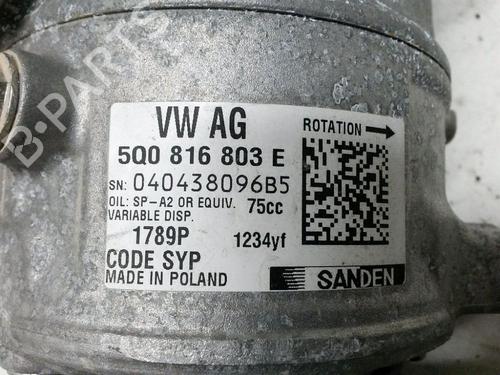 VW AG
ROTATION
5Q0 816 803 E
SN: 040438096B5
OIL: SP-A2 OR EQUIV. 75cc
VARIABLE DISP.
1789P 1234yf
CODE SYP
MADE IN POLAND
SANDEN
B-PARTS